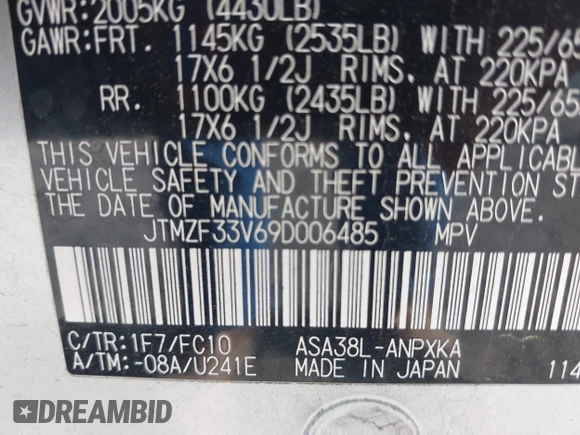 GVWR:2005KG (4430LB)
GAWR:FRT. 1145KG (2535LB) WITH 225/65
17X6 1/2J RIMS, AT 220KPA
RR. 1100KG (2435LB) WITH 225/65
17X6 1/2J RIMS, AT 220KPA
THIS VEHICLE CONFORMS TO ALL APPLICABL
VEHICLE SAFETY AND THEFT PREVENTION ST
THE DATE OF MANUFACTURE SHOWN ABOVE.
JTMZF33V69D006485 MPV
C/TR:1F7/FC10 ASA38L-ANPXKA
A/TM:-08A/U241E MADE IN JAPAN 114
DREAMBID